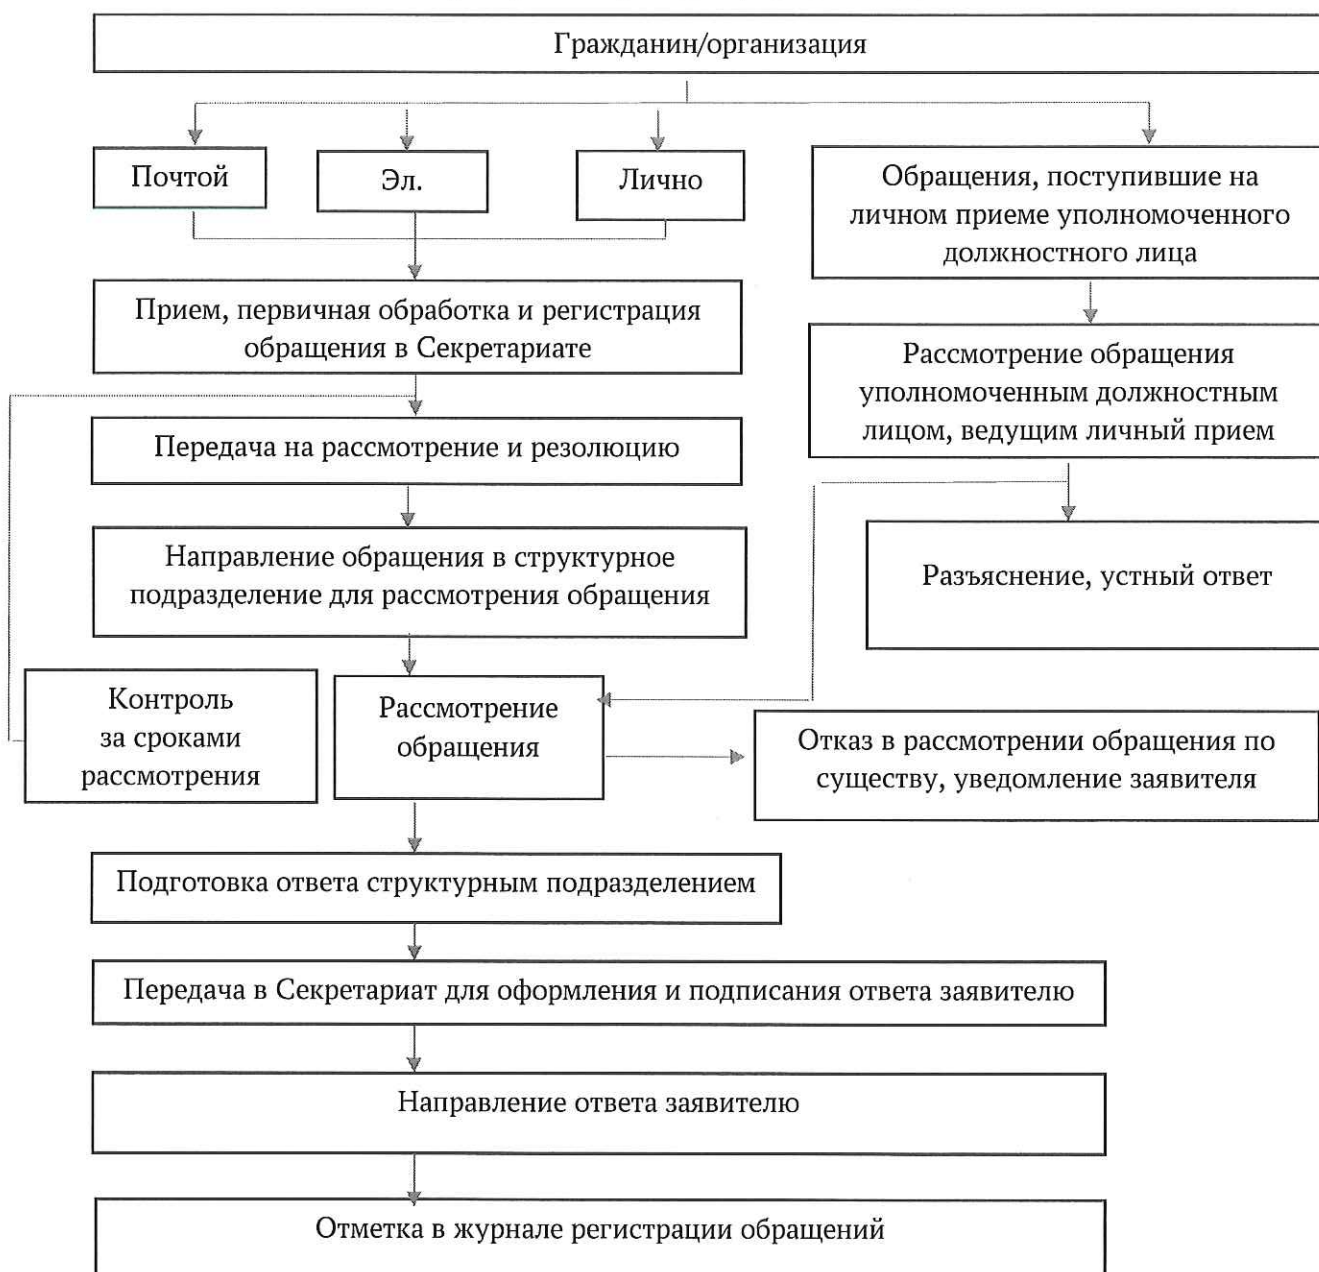 Гражданин/организация
Почтой
Эл.
Лично
Обращения, поступившие на
личном приеме уполномоченного
должностного лица
Прием, первичная обработка и регистрация
обращения в Секретариате
Рассмотрение обращения
уполномоченным должностным
лицом, ведущим личный прием
Передача на рассмотрение и резолюцию
Направление обращения в структурное
подразделение для рассмотрения обращения
Разъяснение, устный ответ
Контроль
за сроками
рассмотрения
Рассмотрение
обращения
Отказ в рассмотрении обращения по
существу, уведомление заявителя
Подготовка ответа структурным подразделением
Передача в Секретариат для оформления и подписания ответа заявителю
Направление ответа заявителю
Отметка в журнале регистрации обращений